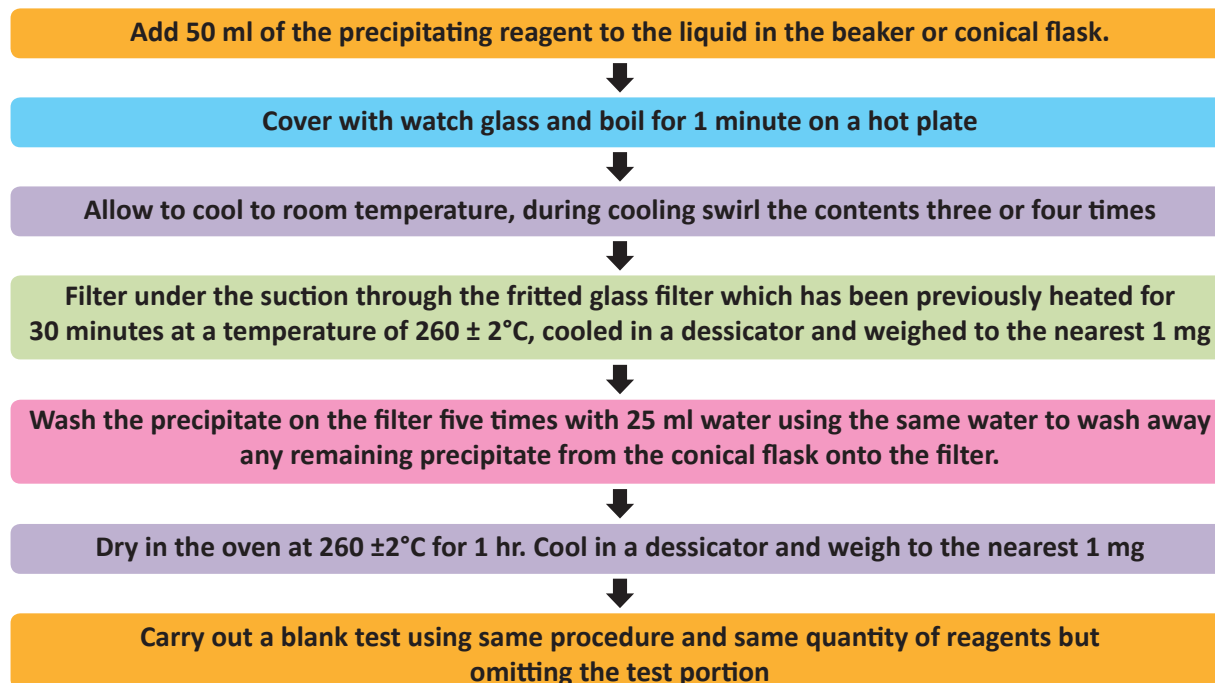 Add 50 ml of the precipitating reagent to the liquid in the beaker or conical flask.
Cover with watch glass and boil for 1 minute on a hot plate
Allow to cool to room temperature, during cooling swirl the contents three or four times
Filter under the suction through the fritted glass filter which has been previously heated for
30 minutes at a temperature of 260 ± 2°C, cooled in a dessicator and weighed to the nearest 1 mg
Wash the precipitate on the filter five times with 25 ml water using the same water to wash away
any remaining precipitate from the conical flask onto the filter.
Dry in the oven at 260 ±2°C for 1 hr. Cool in a dessicator and weigh to the nearest 1 mg
Carry out a blank test using same procedure and same quantity of reagents but
omitting the test portion